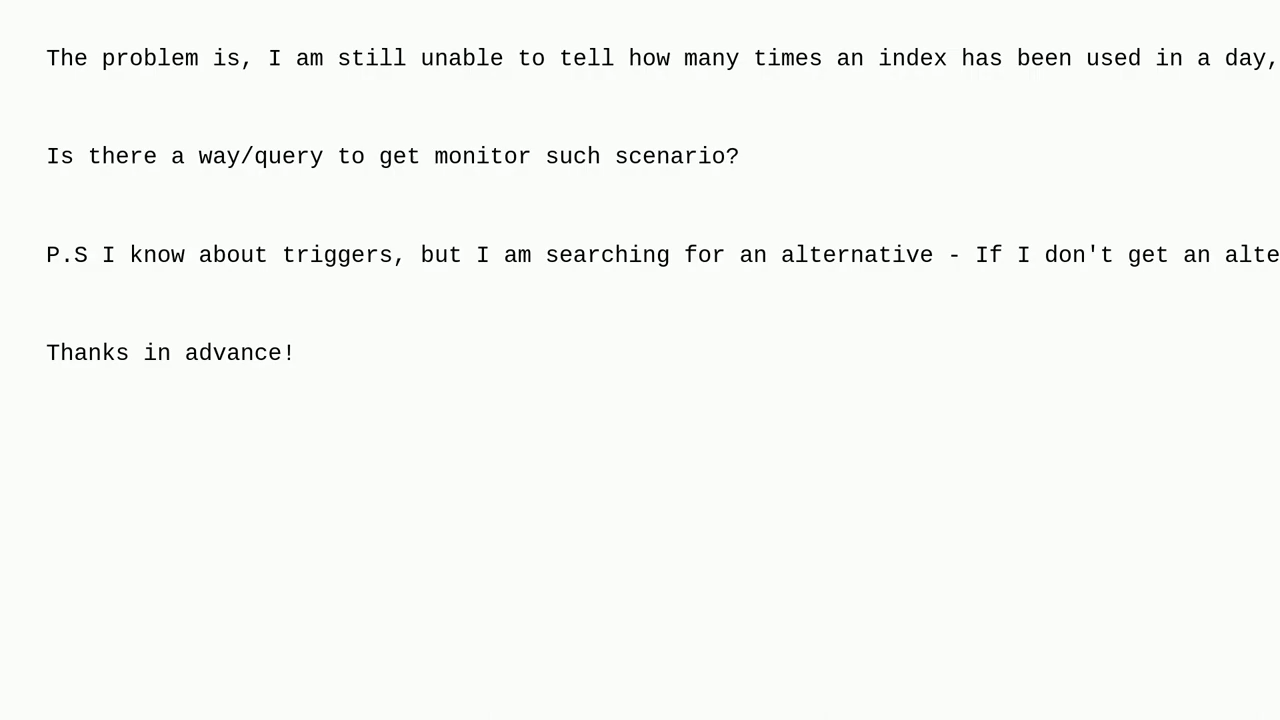 The problem is, I am still unable to tell how many times an index has been used in a day,
Is there a way/query to get monitor such scenario?
P.S I know about triggers, but I am searching for an alternative - If I don't get an alte
Thanks in advance!